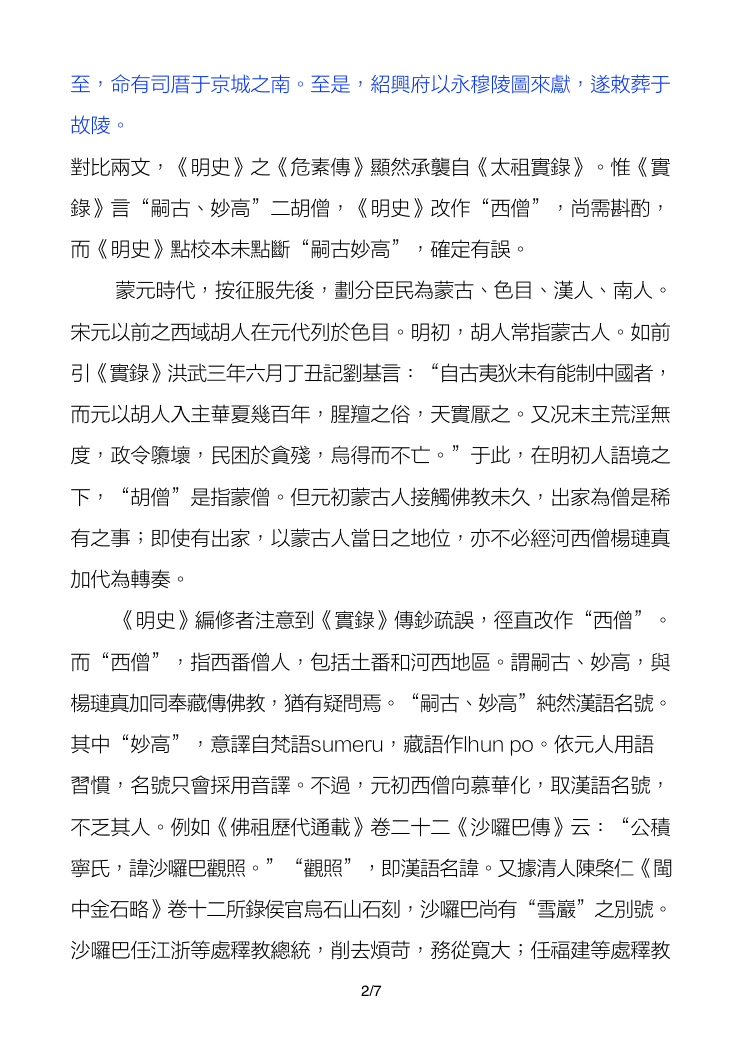 至，命有司厝于京城之南。至是，紹興府以永穆陵圖來獻，遂敕葬于
故陵。
對比兩文，《明史》之《危素傳》顯然承襲自《太祖實錄》。惟《實
錄》言“嗣古、妙高”二胡僧，《明史》改作“西僧”，尚需斟酌，
而《明史》點校本未點斷“嗣古妙高”，確定有誤。
蒙元時代，按征服先後，劃分臣民為蒙古、色目、漢人、南人。
宋元以前之西域胡人在元代列於色目。明初，胡人常指蒙古人。如前
引《實錄》洪武三年六月丁丑記劉基言：“自古夷狄未有能制中國者，
而元以胡人入主華夏幾百年，腥羶之俗，天實厭之。又况末主荒淫無
度，政令隳壞，民困於貪殘，烏得而不亡。”于此，在明初人語境之
下，“胡僧”是指蒙僧。但元初蒙古人接觸佛教未久，出家為僧是稀
有之事；即使有出家，以蒙古人當日之地位，亦不必經河西僧楊璉真
加代為轉奏。
《明史》編修者注意到《實錄》傳鈔疏誤，徑直改作“西僧”。
而“西僧”，指西番僧人，包括土番和河西地區。謂嗣古、妙高，與
楊璉真加同奉藏傳佛教，猶有疑問焉。“嗣古、妙高”純然漢語名號。
其中“妙高”，意譯自梵語sumeru，藏語作lhun po。依元人用語
習慣，名號只會採用音譯。不過，元初西僧向慕華化，取漢語名號，
不乏其人。例如《佛祖歷代通載》卷二十二《沙囉巴傳》云：“公積
寧氏，諱沙囉巴觀照。”“觀照”，即漢語名諱。又據清人陳棨仁《閩
中金石略》卷十二所錄侯官烏石山石刻，沙囉巴尚有“雪巖”之別號。
沙囉巴任江浙等處釋教總統，削去煩苛，務從寬大；任福建等處釋教
2/7